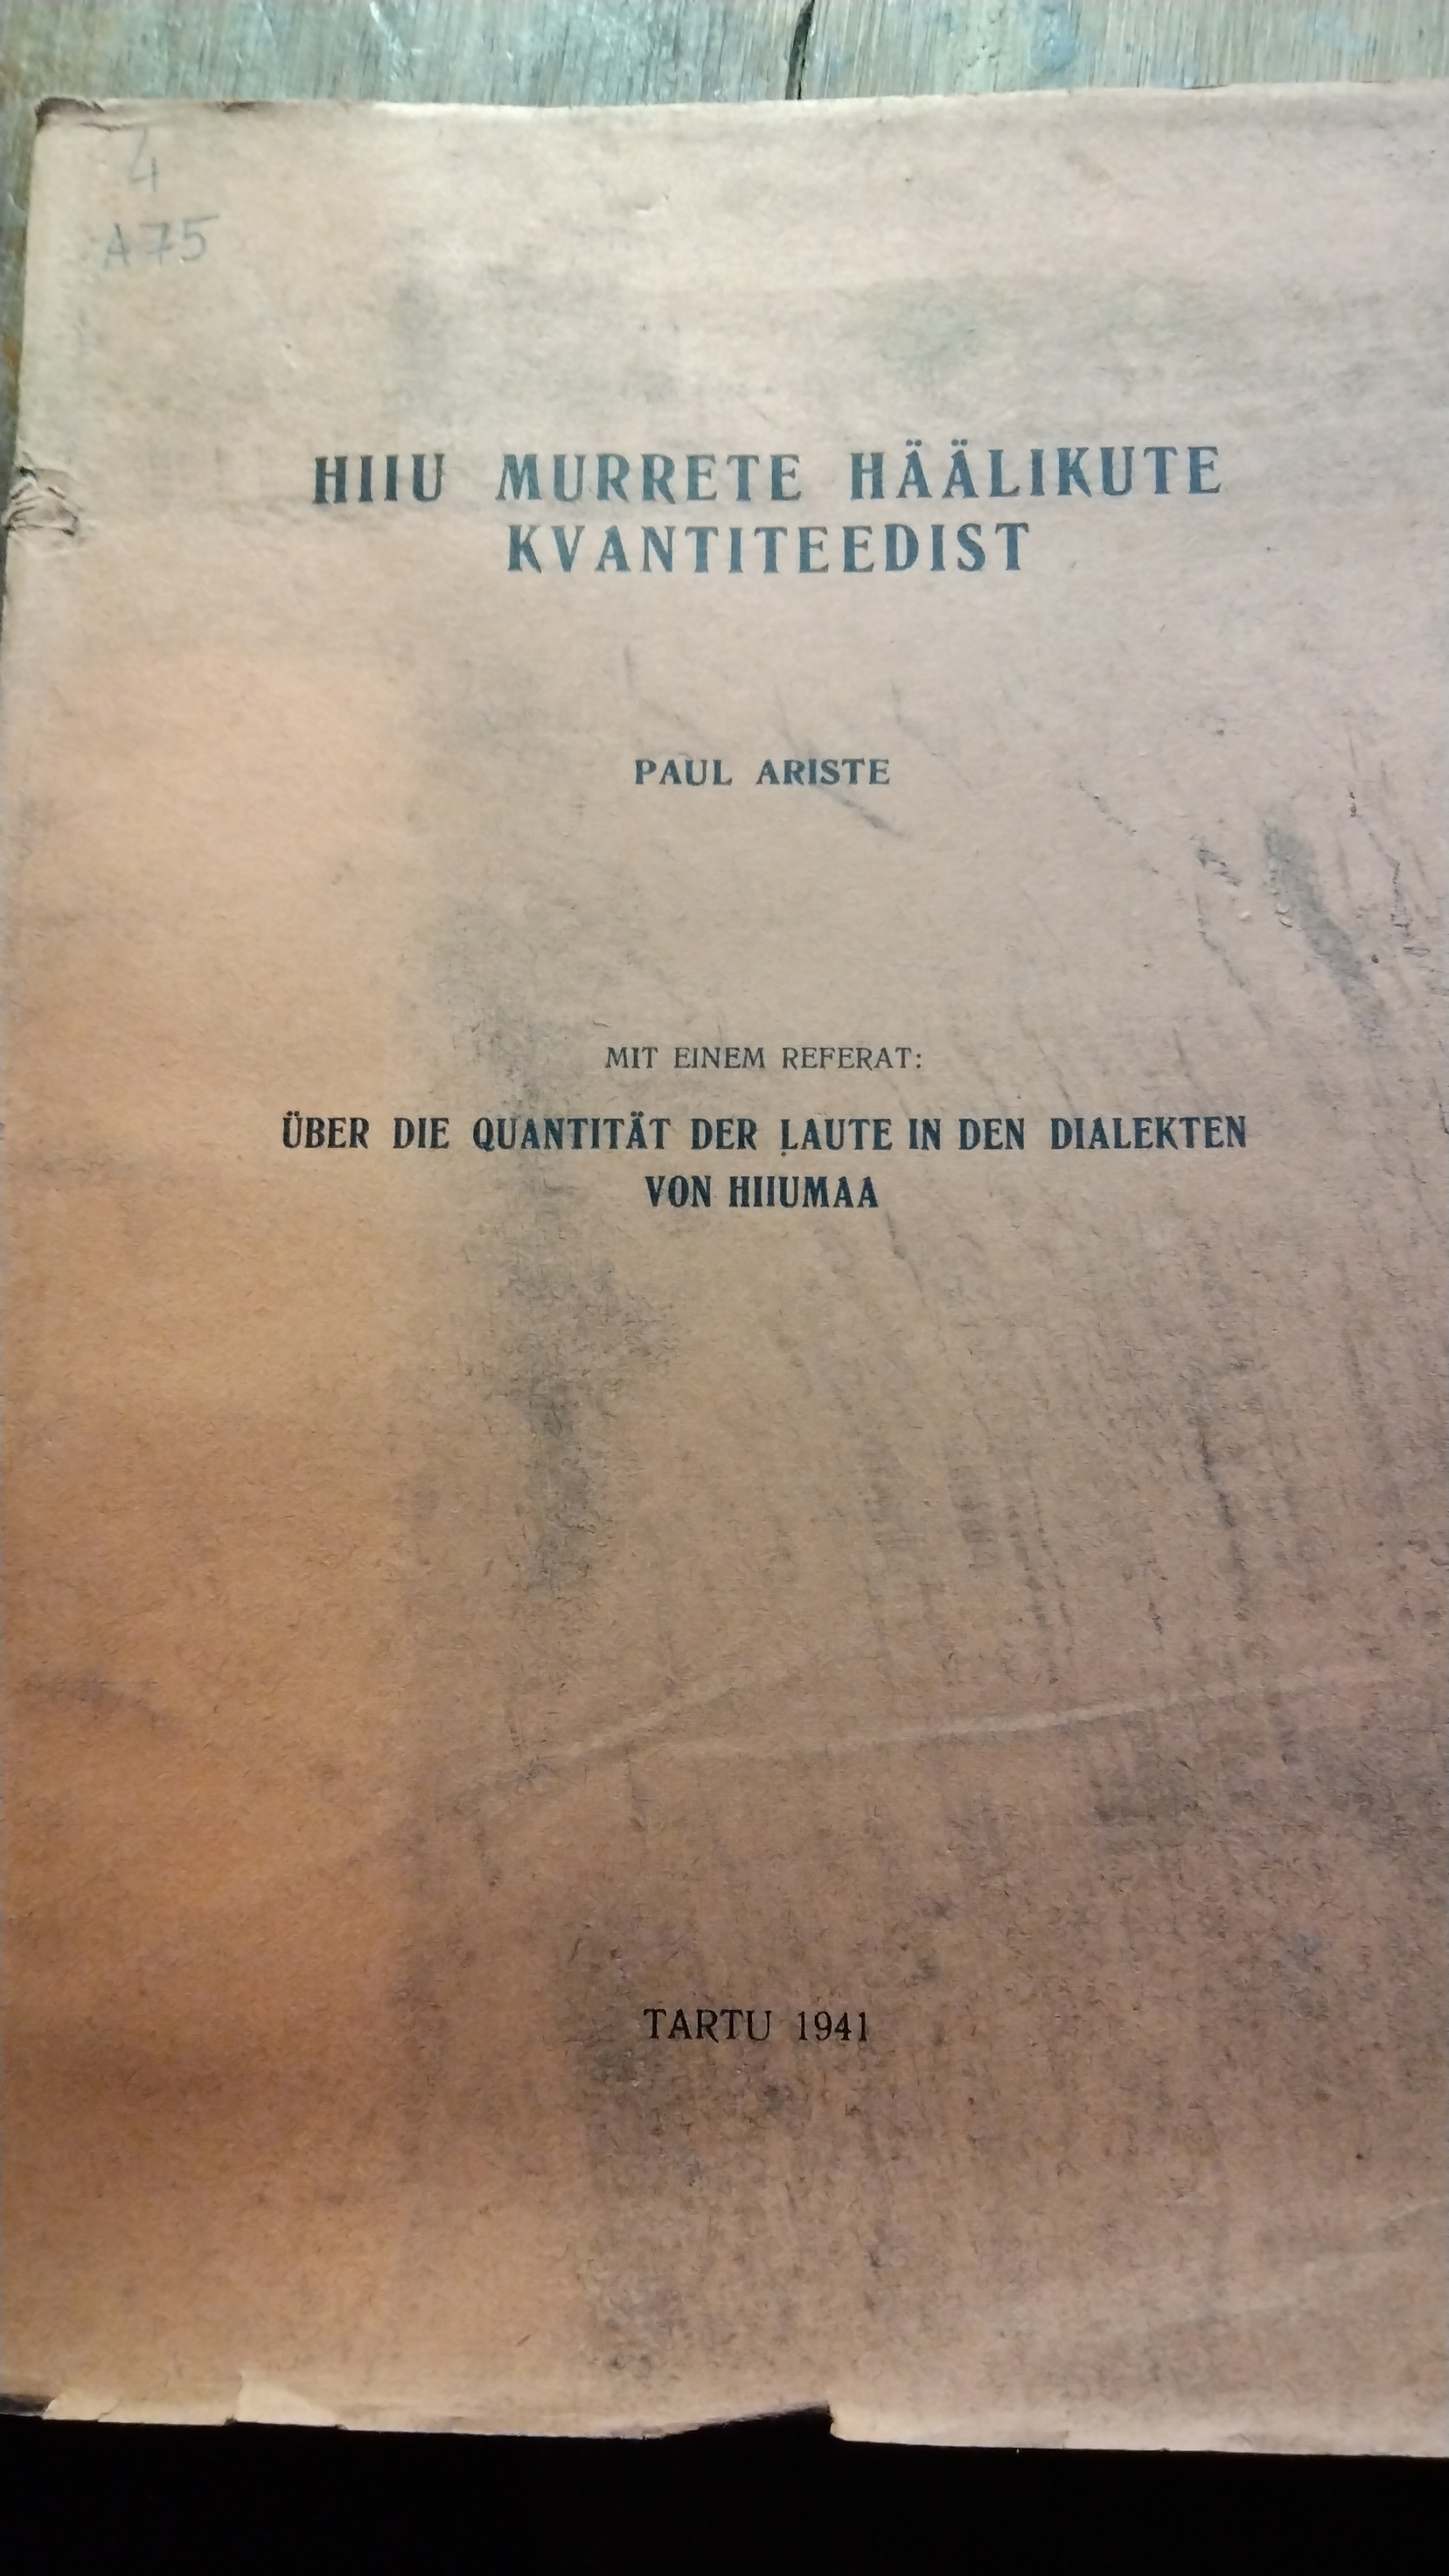 4
A75
HIIU MURRETE HÄÄLIKUTE
KVANTITEEDIST
PAUL ARISTE
MIT EINEM REFERAT:
ÜBER DIE QUANTITÄT DER LAUTE IN DEN DIALEKTEN
VON HIIUMAA
TARTU 1941